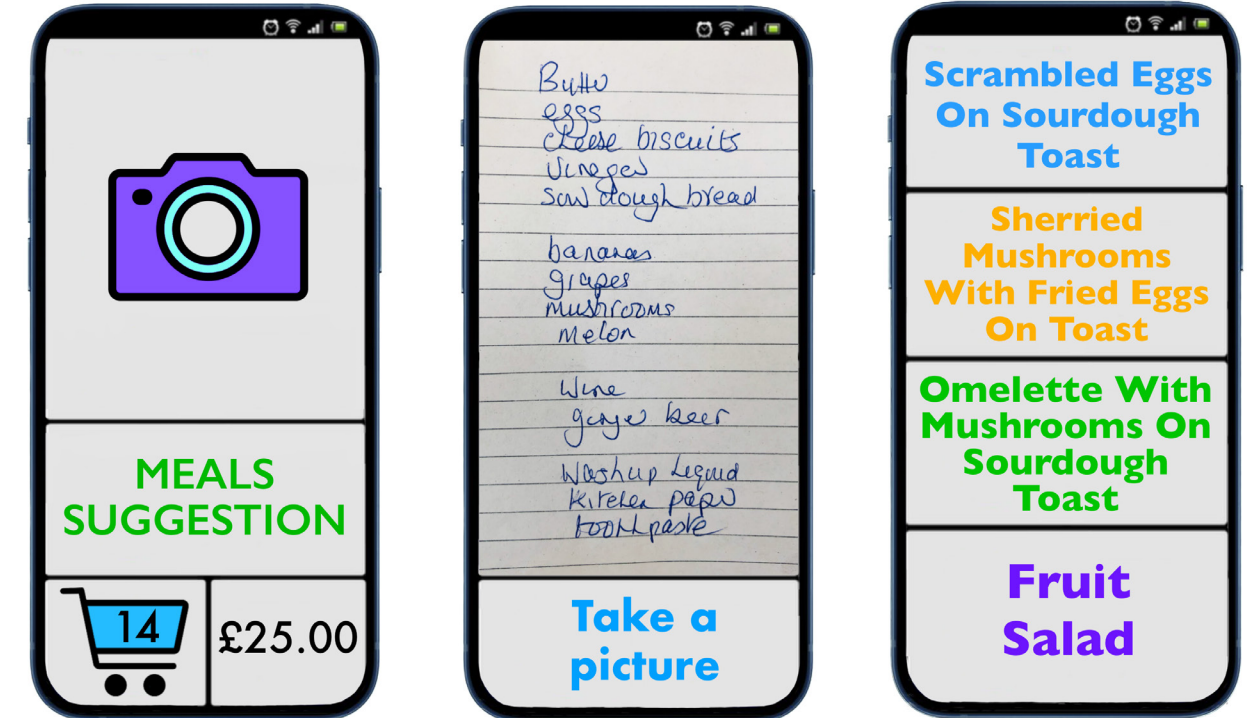 MEALS
SUGGESTION
14
£25.00
Butter
eggs
cheese biscuits
Vinegar
Sour dough bread
bananas
grapes
mushrooms
melon
Wine
ginger beer
Washup Liquid
Kitchen paper
toothpaste
Take a
picture
Scrambled Eggs
On Sourdough
Toast
Sherried
Mushrooms
With Fried Eggs
On Toast
Omelette With
Mushrooms On
Sourdough
Toast
Fruit
Salad